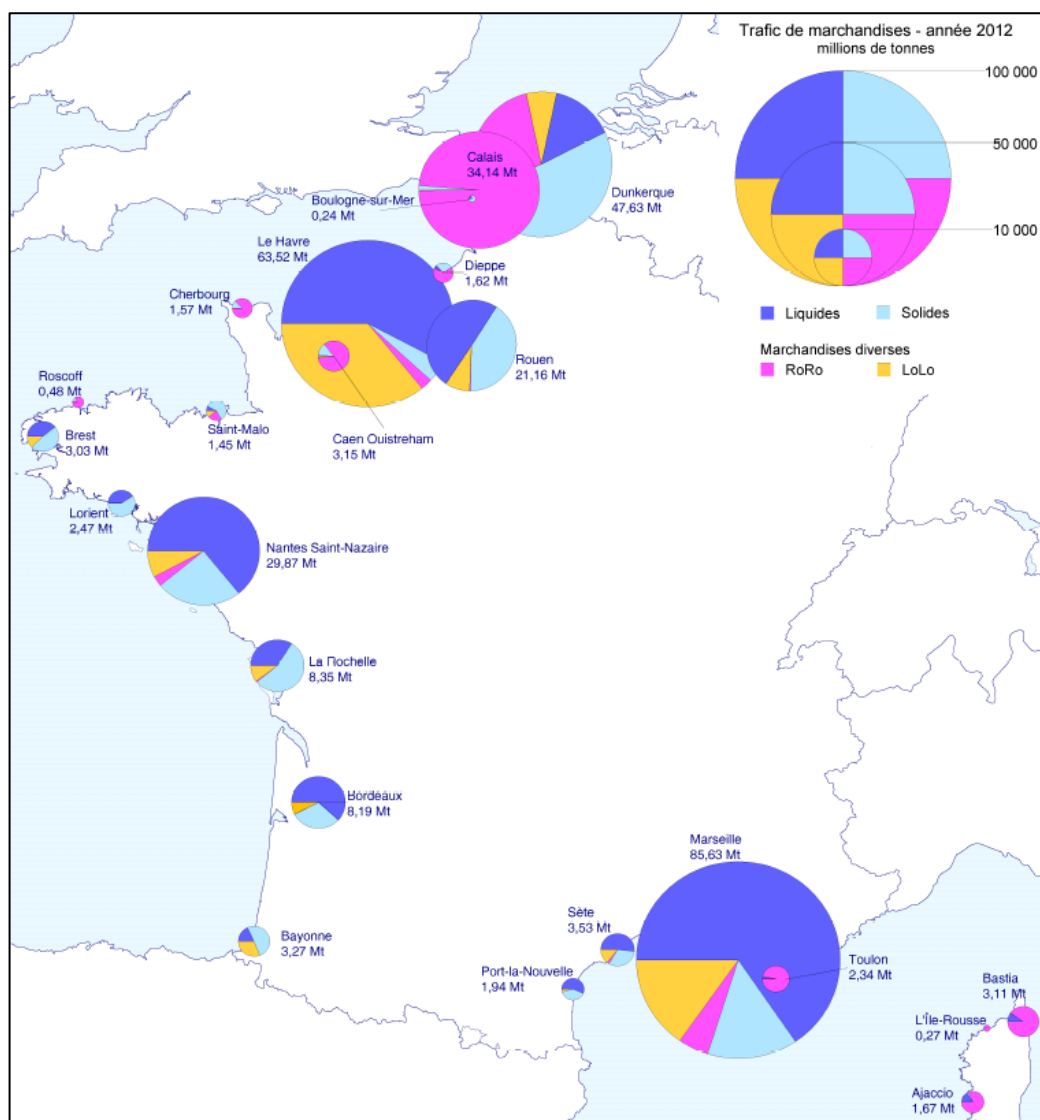 Trafic de marchandises - année 2012
millions de tonnes
100 000
50 000
10 000
Liquides
Solides
Marchandises diverses
RoRo
LoLo
Calais
34,14 Mt
Boulogne-sur-Mer
0,24 Mt
Dunkerque
47,63 Mt
Le Havre
63,52 Mt
Dieppe
1,62 Mt
Cherbourg
1,57 Mt
Rouen
21,16 Mt
Roscoff
0,48 Mt
Saint-Malo
1,45 Mt
Caen Ouistreham
3,15 Mt
Brest
3,03 Mt
Lorient
2,47 Mt
Nantes Saint-Nazaire
29,87 Mt
La Rochelle
8,35 Mt
Bordeaux
8,19 Mt
Marseille
85,63 Mt
Sète
3,53 Mt
Bayonne
3,27 Mt
Port-la-Nouvelle
1,94 Mt
Toulon
2,34 Mt
Bastia
3,11 Mt
L'Île-Rousse
0,27 Mt
Ajaccio
1,67 Mt